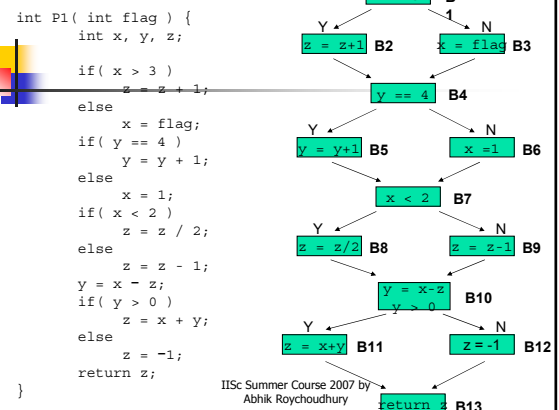 int P1( int flag ) {
int x, y, z;
if( x > 3 )
z = z + 1;
else
x = flag;
if( y == 4 )
y = y + 1;
else
x = 1;
if( x < 2 )
z = z / 2;
else
z = z - 1;
y = x - z;
if( y > 0 )
z = x + y;
else
z = -1;
return z;
}
1
Y
N
z = z+1 B2
x = flag B3
y == 4 B4
Y
N
y = y+1 B5
x =1 B6
x < 2 B7
Y
N
z = z/2 B8
z = z-1 B9
y = x-z
y > 0
B10
Y
N
z = x+y B11
z = -1 B12
return z B13
IISc Summer Course 2007 by
Abhik Roychoudhury